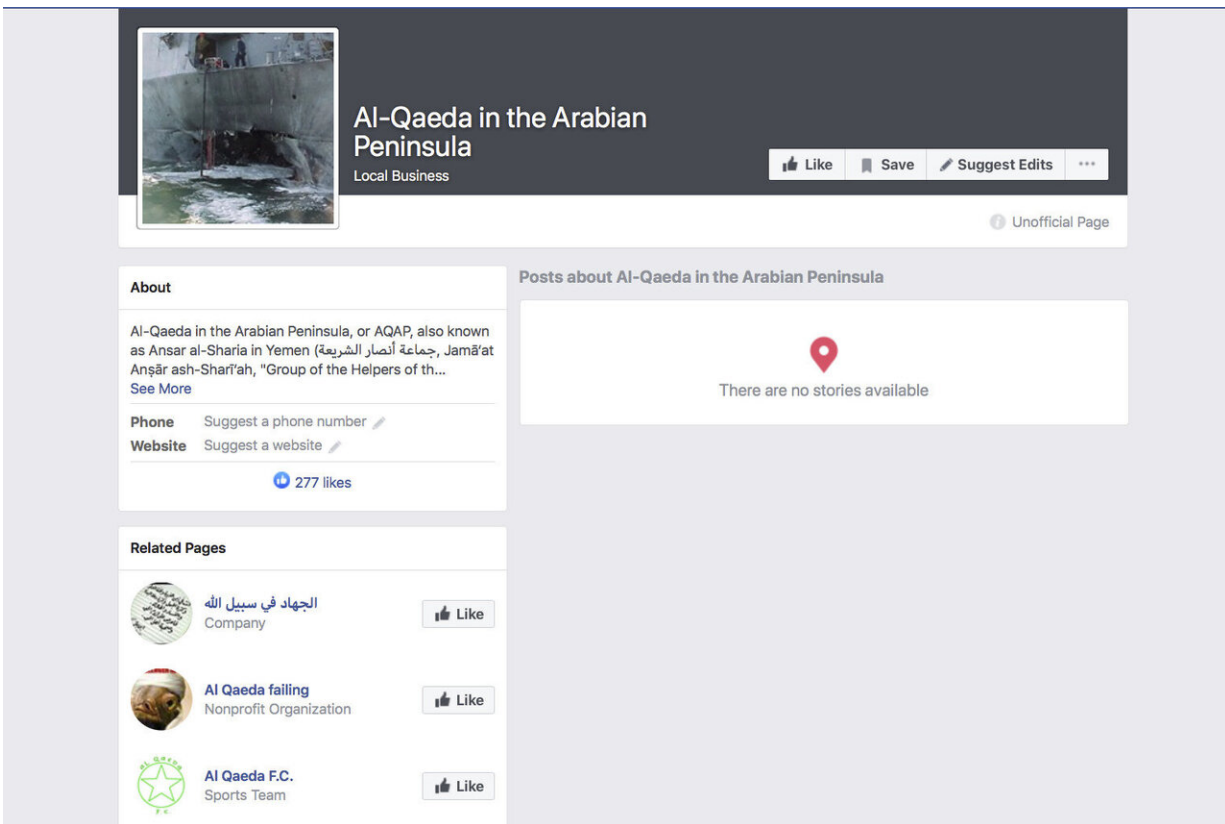 Al-Qaeda in the Arabian
Peninsula
Local Business
Like
Save
Suggest Edits
Unofficial Page
About
Al-Qaeda in the Arabian Peninsula, or AQAP, also known
as Ansar al-Sharia in Yemen (جماعة أنصار الشريعة, Jamā‘at
Anṣār ash-Sharī‘ah, "Group of the Helpers of th...
See More
Phone Suggest a phone number
Website Suggest a website
277 likes
Posts about Al-Qaeda in the Arabian Peninsula
There are no stories available
Related Pages
الجهاد في سبيل الله
Company
Like
Al Qaeda failing
Nonprofit Organization
Like
AL QAEDA
F.C.
Al Qaeda F.C.
Sports Team
Like